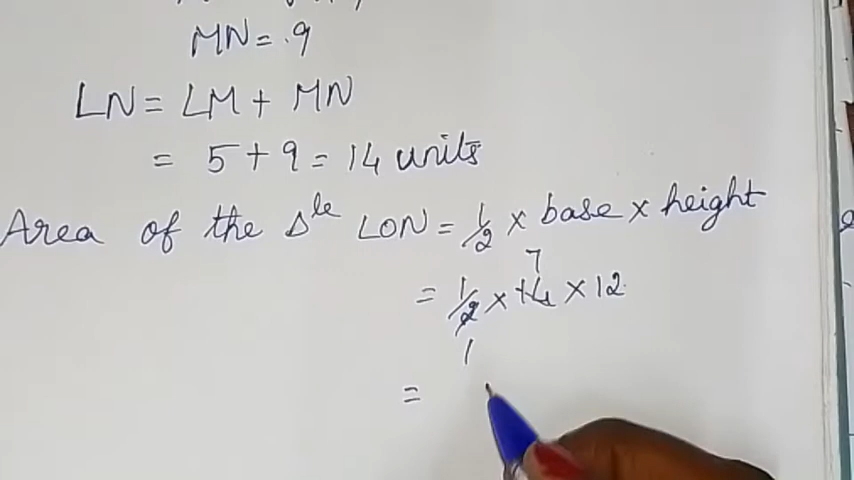 MN = 9
LN = LM + MN
= 5 + 9 = 14 units
Area of the Δle LON = 1/2 × base × height
= 1/2 × 14 × 12
7
1
=